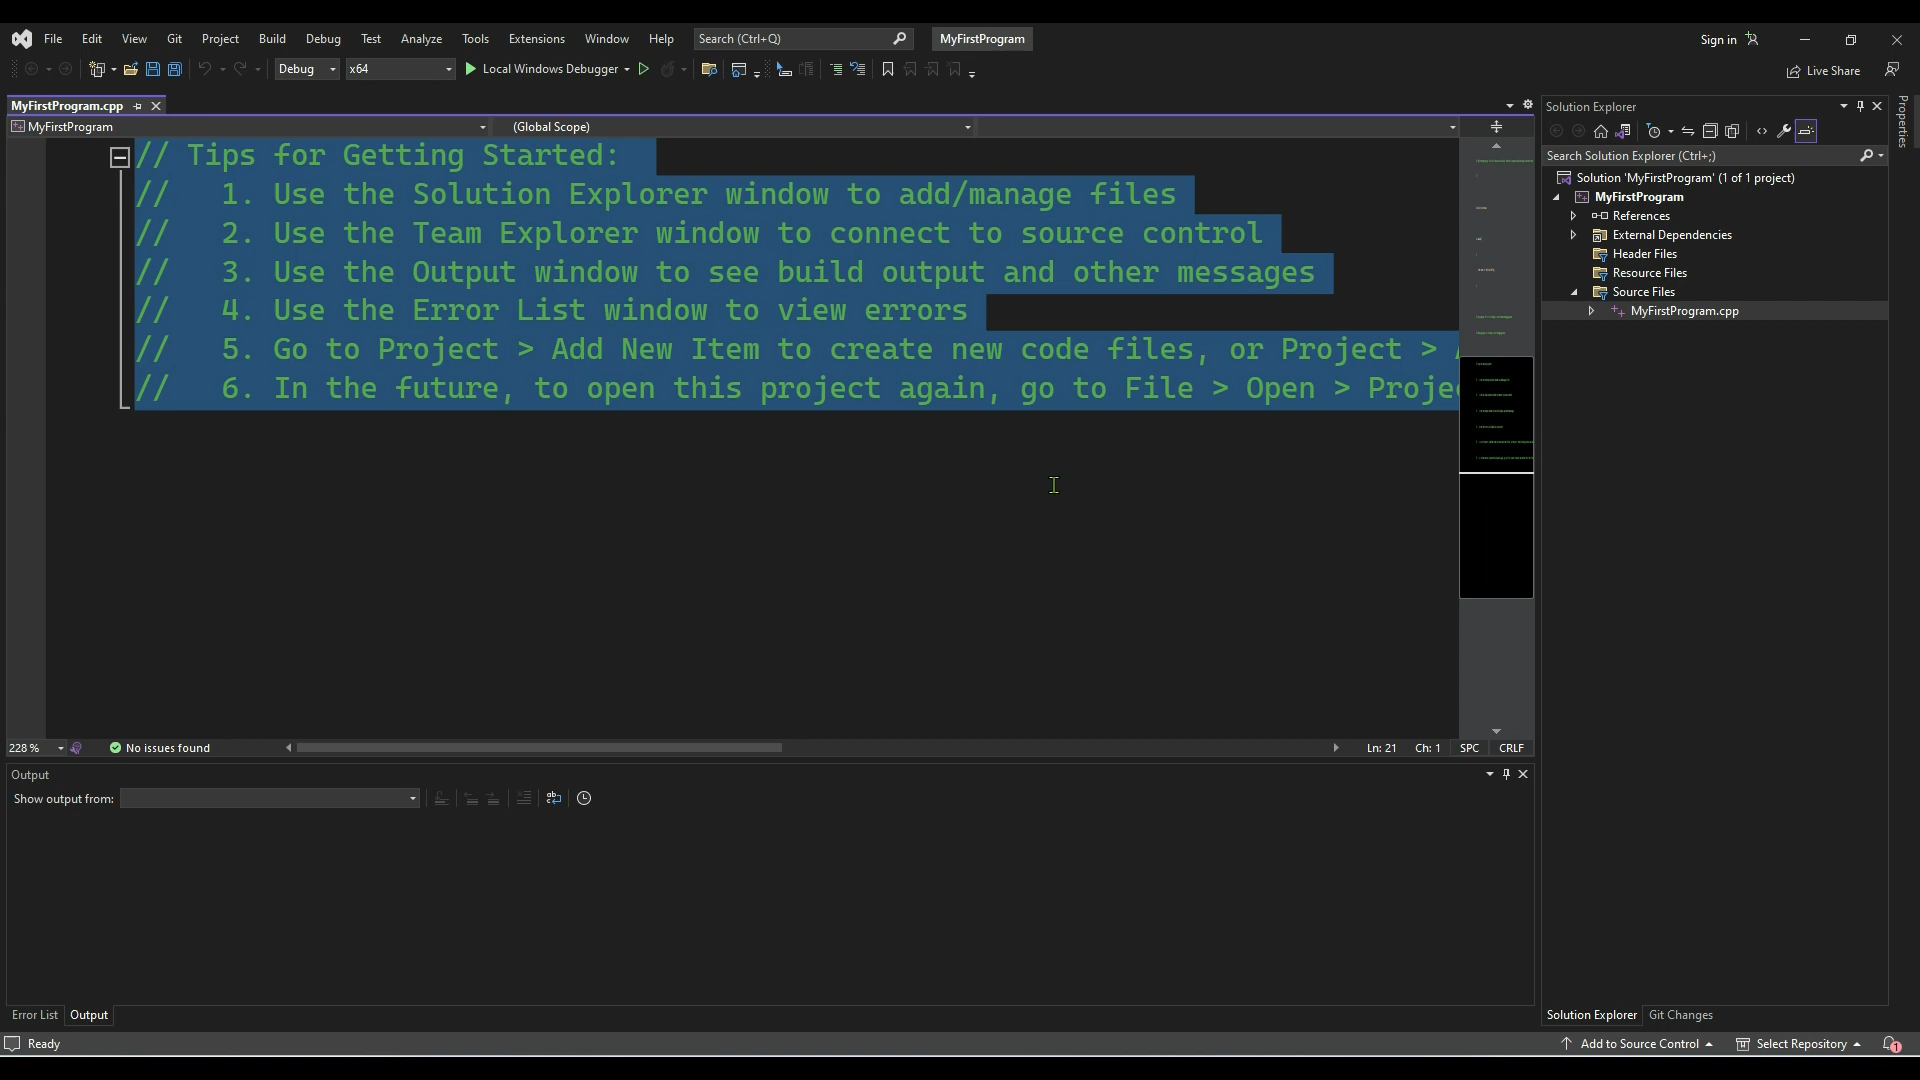 File Edit View Git Project Build Debug Test Analyze Tools Extensions Window Help Search (Ctrl+Q) MyFirstProgram Sign in
Debug x64 Local Windows Debugger Live Share
MyFirstProgram.cpp
MyFirstProgram (Global Scope)
// Tips for Getting Started:
//   1. Use the Solution Explorer window to add/manage files
//   2. Use the Team Explorer window to connect to source control
//   3. Use the Output window to see build output and other messages
//   4. Use the Error List window to view errors
//   5. Go to Project > Add New Item to create new code files, or Project >
//   6. In the future, to open this project again, go to File > Open > Proje
228 % No issues found Ln: 21 Ch: 1 SPC CRLF
Output
Show output from:
Error List Output
Solution Explorer
Search Solution Explorer (Ctrl+;)
Solution 'MyFirstProgram' (1 of 1 project)
MyFirstProgram
References
External Dependencies
Header Files
Resource Files
Source Files
MyFirstProgram.cpp
Solution Explorer Git Changes
Properties
Ready Add to Source Control Select Repository 1